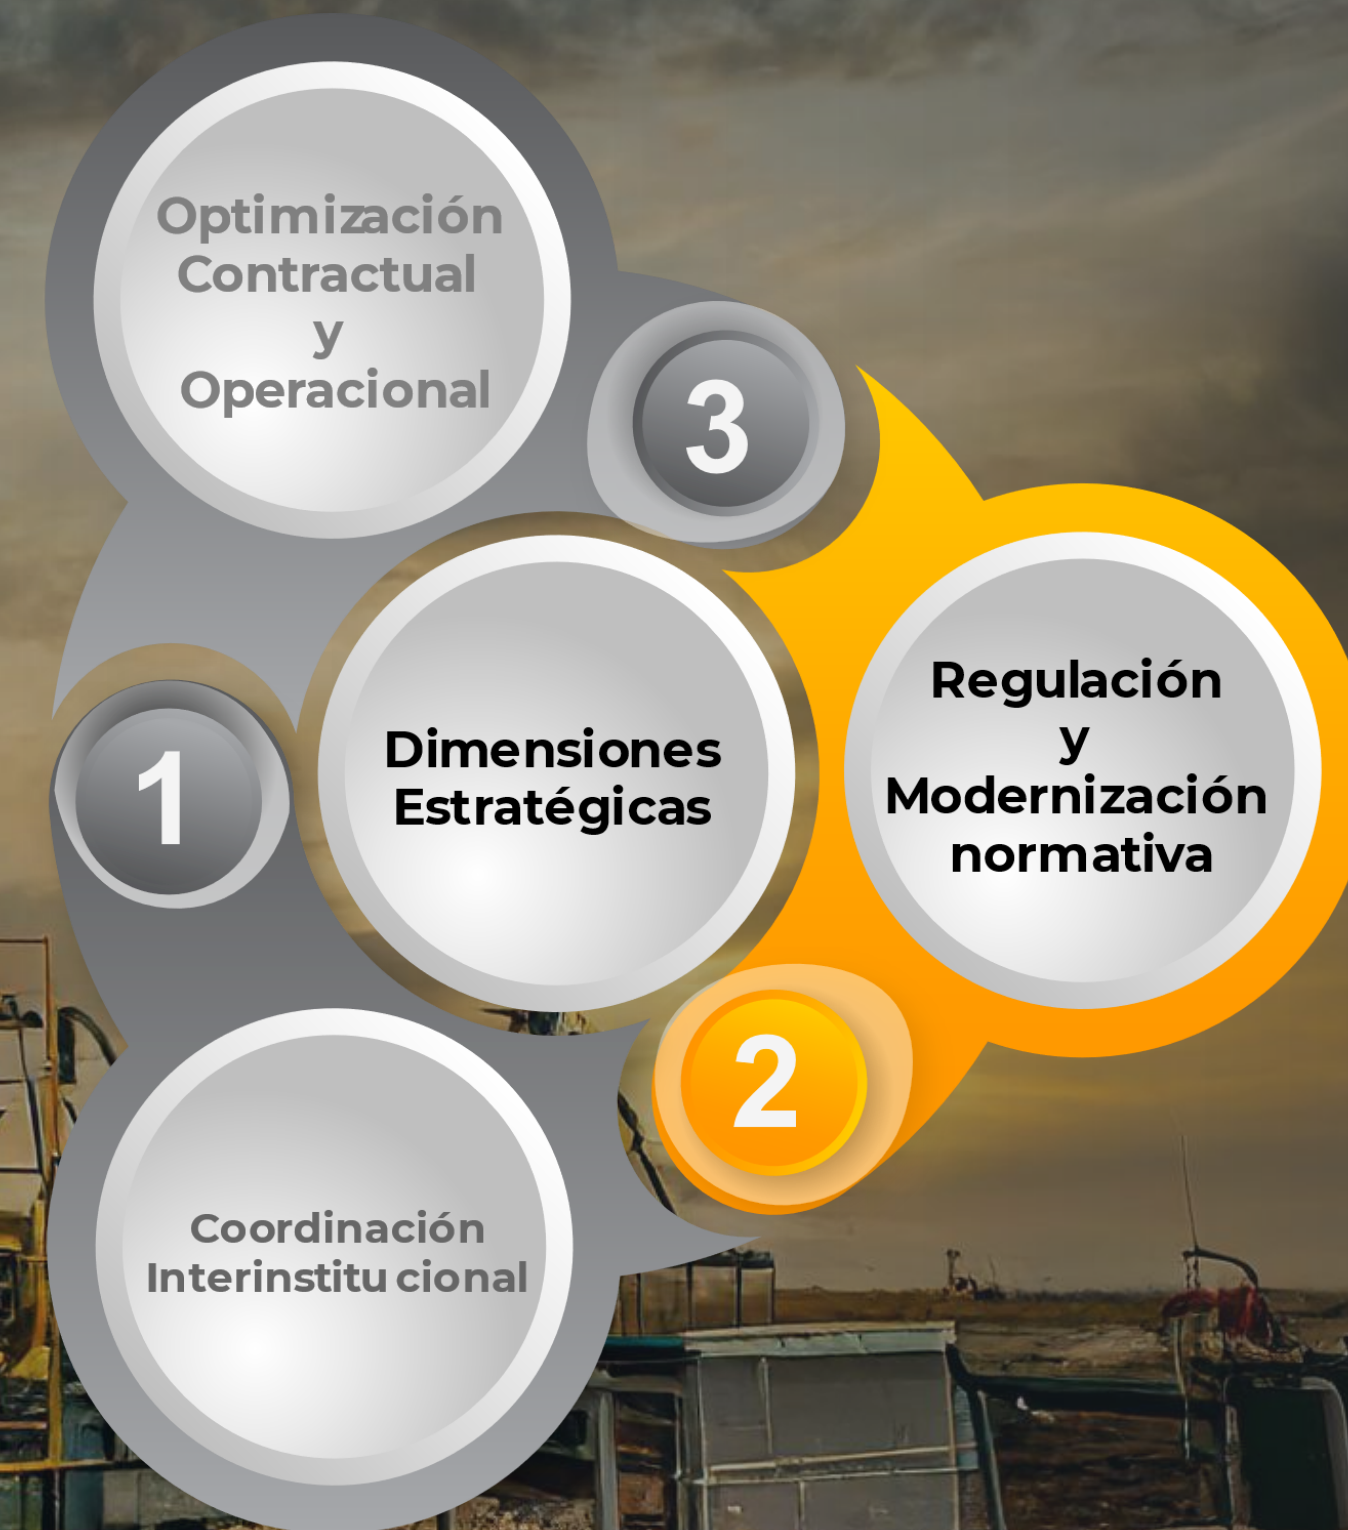 Optimización
Contractual
y
Operacional
3
Dimensiones
Estratégicas
Regulación
y
Modernización
normativa
1
2
Coordinación
Interinstitu cional